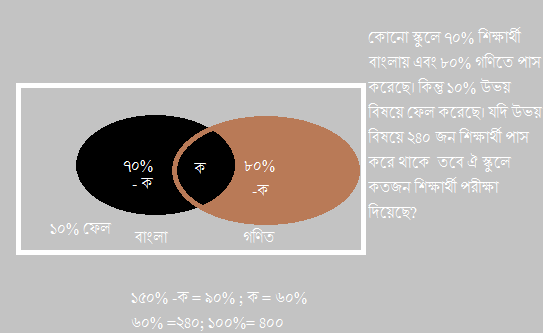 কোনো স্কুলে ৭০% শিক্ষার্থী
বাংলায় এবং ৮০% গণিতে পাস
করেছে। কিন্তু ১০% উভয়
বিষয়ে ফেল করেছে। যদি উভয়
বিষয়ে ২৪০ জন শিক্ষার্থী পাস
করে থাকে তবে ঐ স্কুলে
কতজন শিক্ষার্থী পরীক্ষা
দিয়েছে?
৭০%
- ক
ক
৮০%
-ক
১০% ফেল
বাংলা
গণিত
১৫০% -ক = ৯০% ; ক = ৬০%
৬০% =২৪০; ১০০%= ৪০০